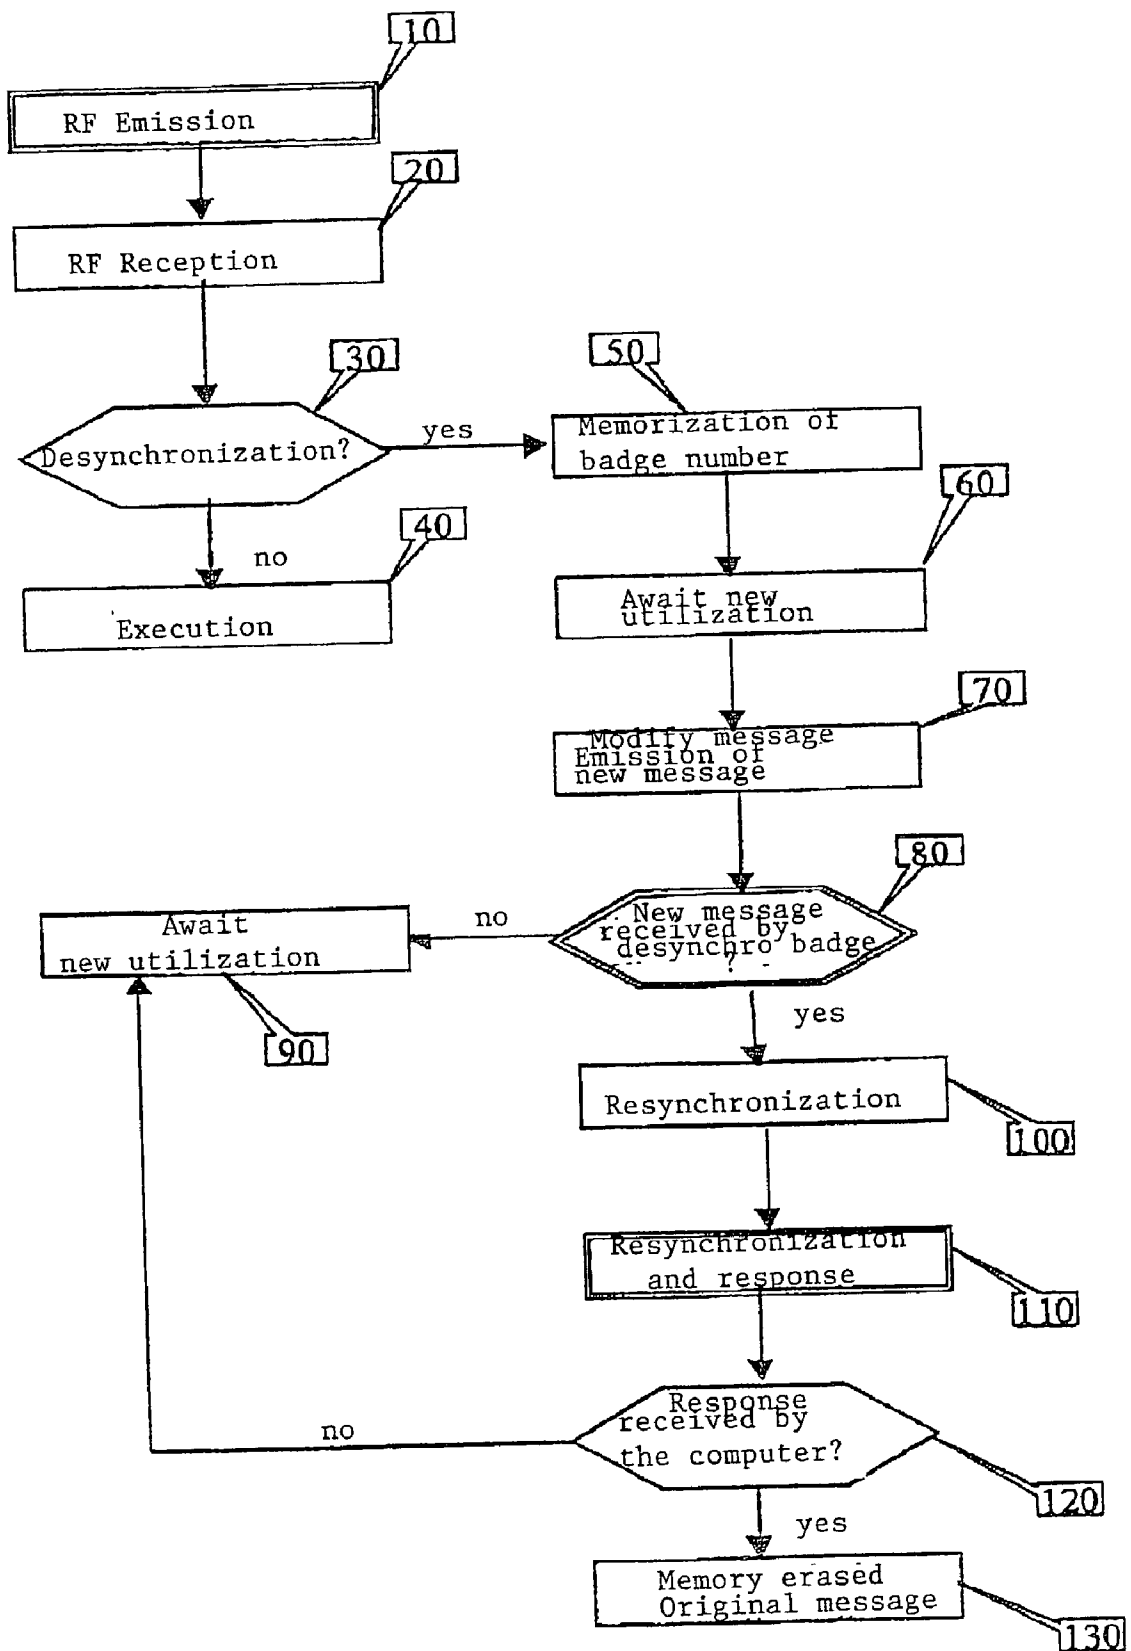 10
RF Emission
20
RF Reception
30
Desynchronization?
yes
no
40
Execution
50
Memorization of
badge number
60
Await new
utilization
70
Modify message
Emission of
new message
80
New message
received by
desynchro badge
?
no
yes
Await
new utilization
90
Resynchronization
100
Resynchronization
and response
110
Response
received by
the computer?
no
120
yes
Memory erased
Original message
130